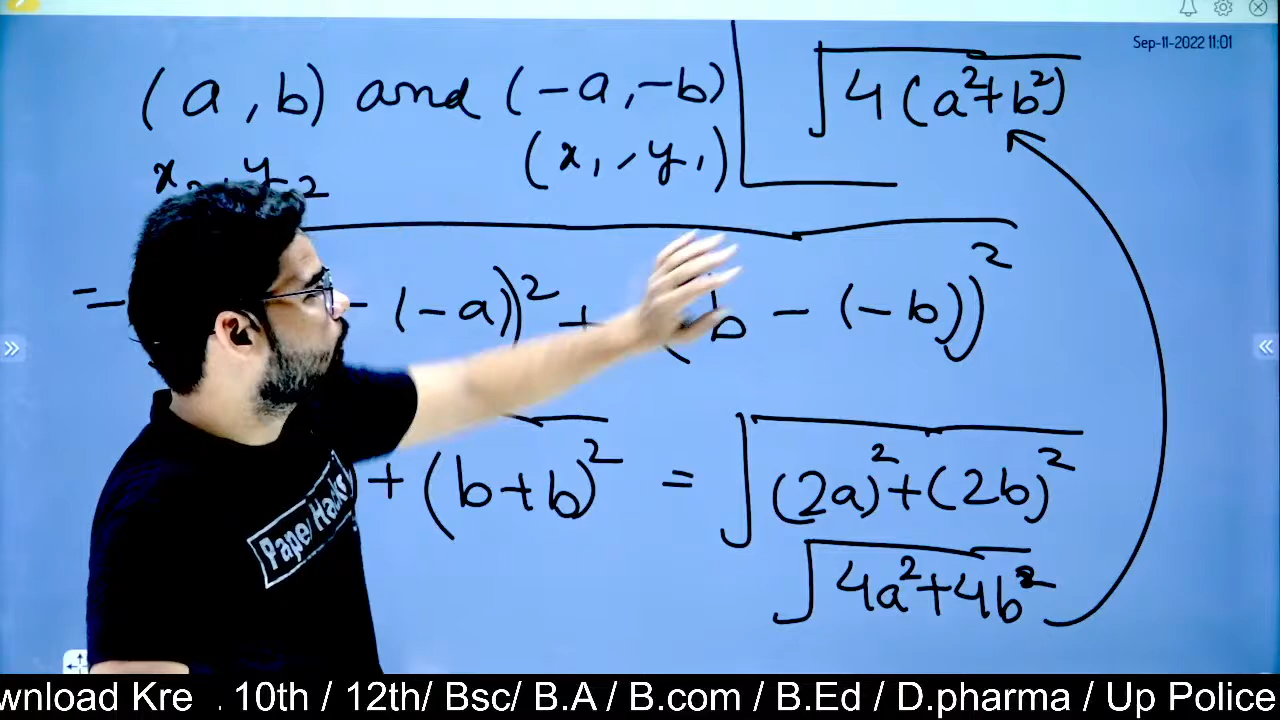 Sep-11-2022 11:01
(a, b) and (-a, -b)
x₂, y₂ (x₁, y₁)
√4(a²+b²)
= - (-a))² + (b - (-b))²
+ (b+b)² = √(2a)²+(2b)²
√4a²+4b²
Paper Hacks
wnload Kre . 10th / 12th/ Bsc/ B.A / B.com / B.Ed / D.pharma / Up Police